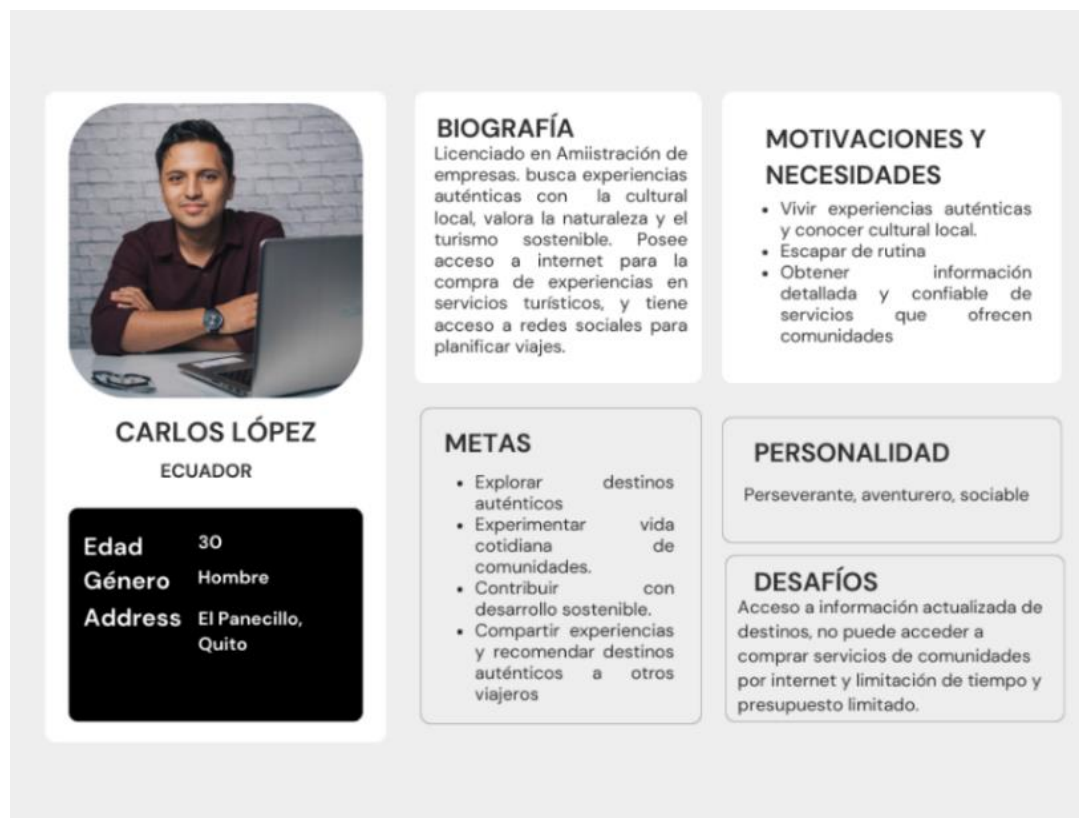 CARLOS LÓPEZ
ECUADOR
Edad 30
Género Hombre
Address El Panecillo,
Quito
BIOGRAFÍA
Licenciado en Amiistración de
empresas. busca experiencias
auténticas con la cultural
local, valora la naturaleza y el
turismo sostenible. Posee
acceso a internet para la
compra de experiencias en
servicios turísticos, y tiene
acceso a redes sociales para
planificar viajes.
MOTIVACIONES Y
NECESIDADES
• Vivir experiencias auténticas
y conocer cultural local.
• Escapar de rutina
• Obtener información
detallada y confiable de
servicios que ofrecen
comunidades
METAS
• Explorar destinos
auténticos
• Experimentar vida
cotidiana de
comunidades.
• Contribuir con
desarrollo sostenible.
• Compartir experiencias
y recomendar destinos
auténticos a otros
viajeros
PERSONALIDAD
Perseverante, aventurero, sociable
DESAFÍOS
Acceso a información actualizada de
destinos, no puede acceder a
comprar servicios de comunidades
por internet y limitación de tiempo y
presupuesto limitado.